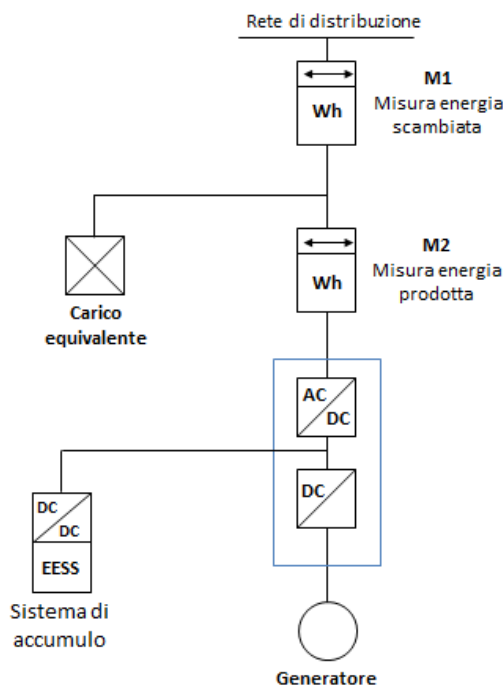 Rete di distribuzione
Wh
M1
Misura energia
scambiata
Wh
M2
Misura energia
prodotta
Carico
equivalente
AC
DC
DC
DC
DC
EESS
Sistema di
accumulo
Generatore